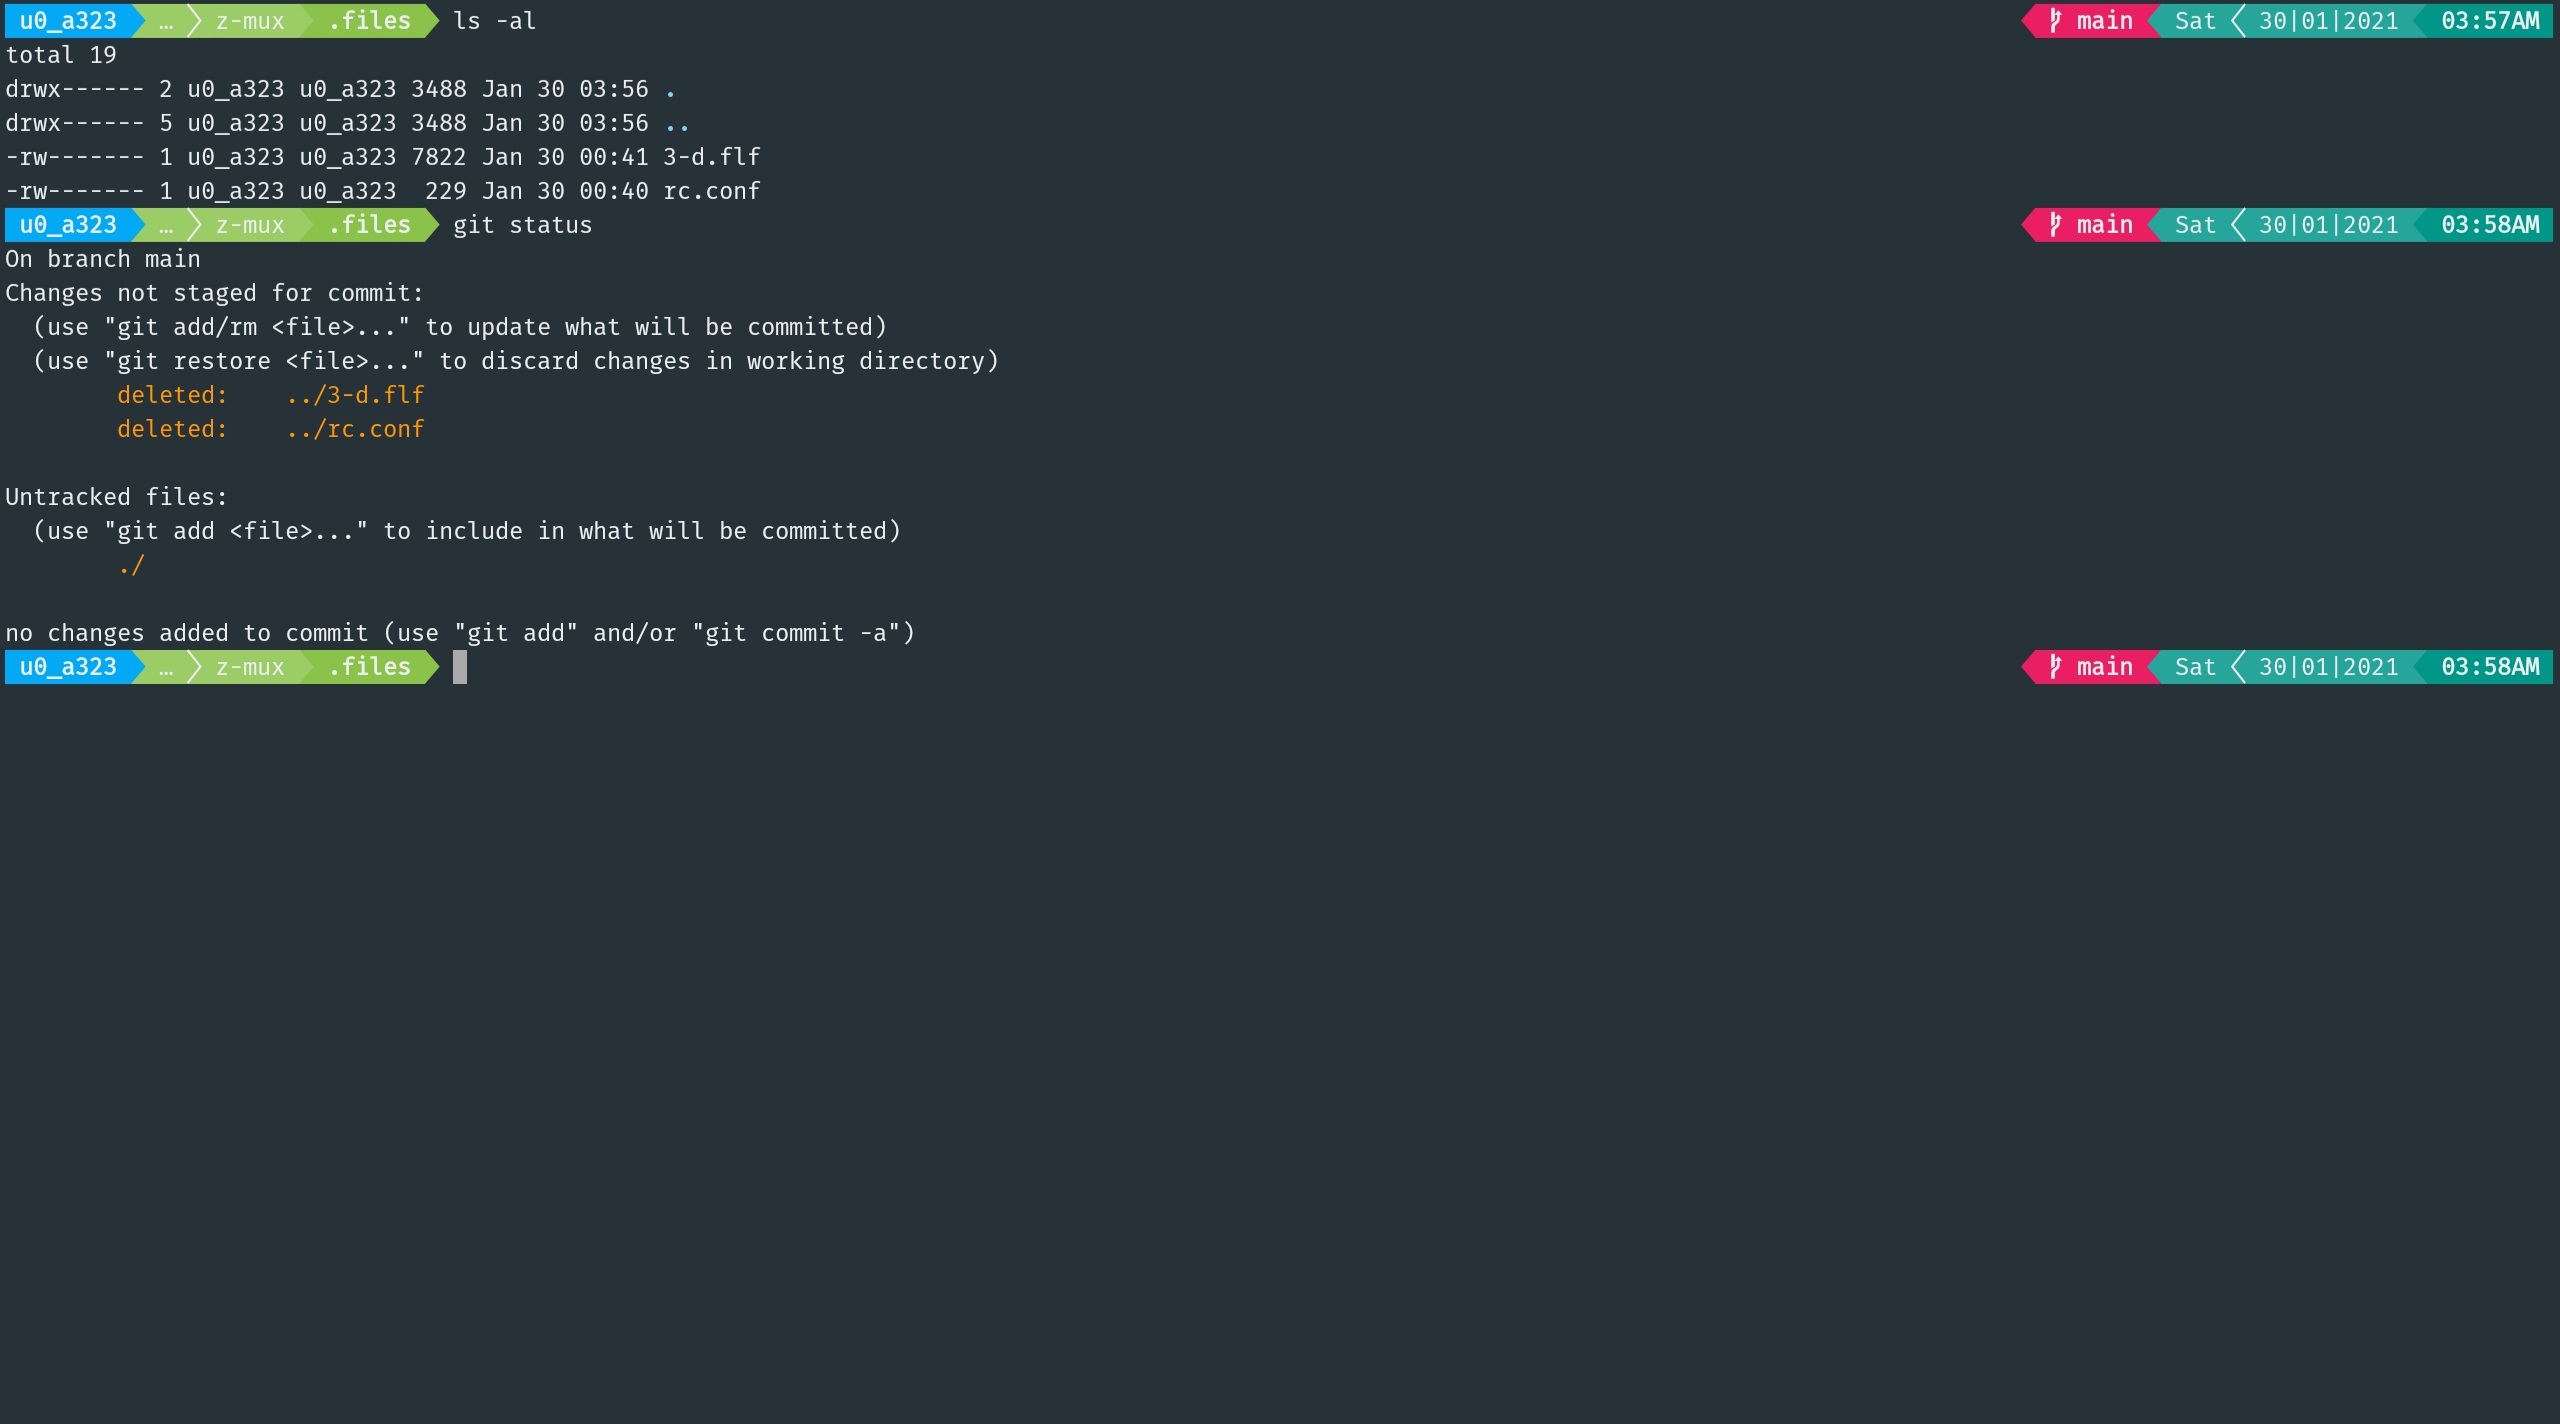 u0_a323 … z-mux .files ls -al main Sat 30|01|2021 03:57AM
total 19
drwx------ 2 u0_a323 u0_a323 3488 Jan 30 03:56 .
drwx------ 5 u0_a323 u0_a323 3488 Jan 30 03:56 ..
-rw------- 1 u0_a323 u0_a323 7822 Jan 30 00:41 3-d.flf
-rw------- 1 u0_a323 u0_a323  229 Jan 30 00:40 rc.conf
u0_a323 … z-mux .files git status main Sat 30|01|2021 03:58AM
On branch main
Changes not staged for commit:
  (use "git add/rm <file>..." to update what will be committed)
  (use "git restore <file>..." to discard changes in working directory)
        deleted:    ../3-d.flf
        deleted:    ../rc.conf

Untracked files:
  (use "git add <file>..." to include in what will be committed)
        ./

no changes added to commit (use "git add" and/or "git commit -a")
u0_a323 … z-mux .files main Sat 30|01|2021 03:58AM